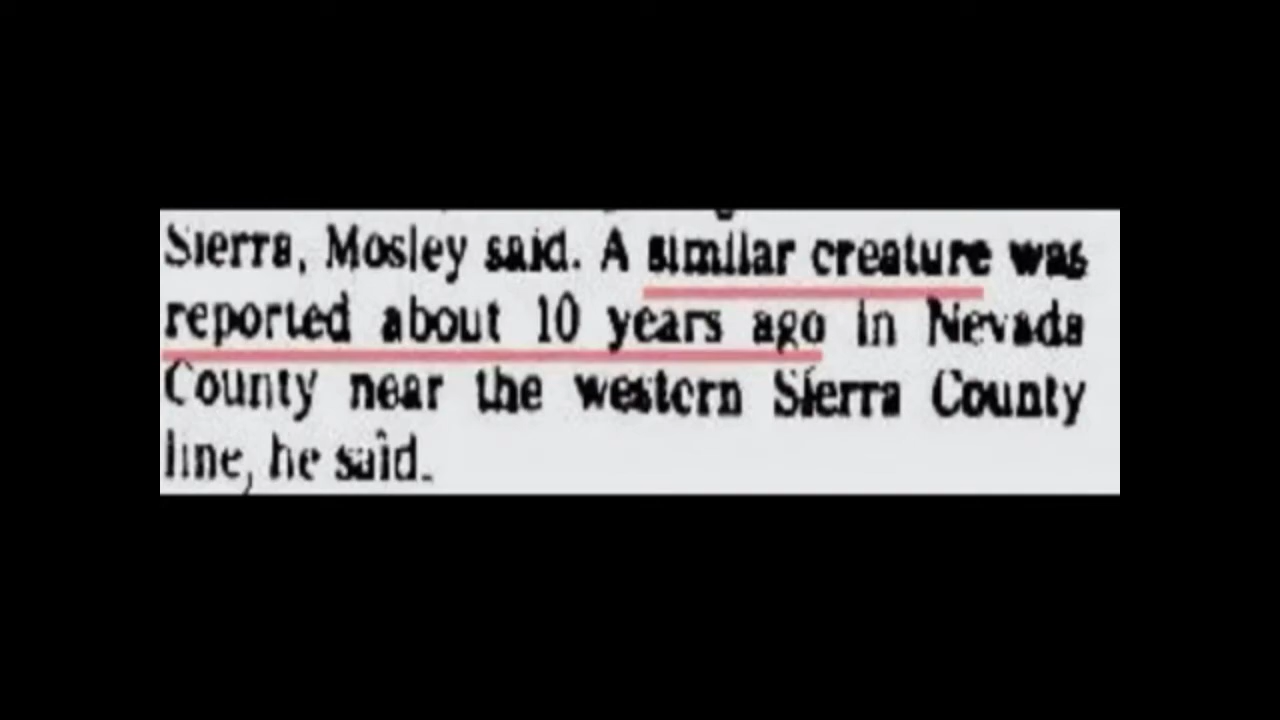 Sierra, Mosley said. A similar creature was
reported about 10 years ago in Nevada
County near the western Sierra County
line, he said.